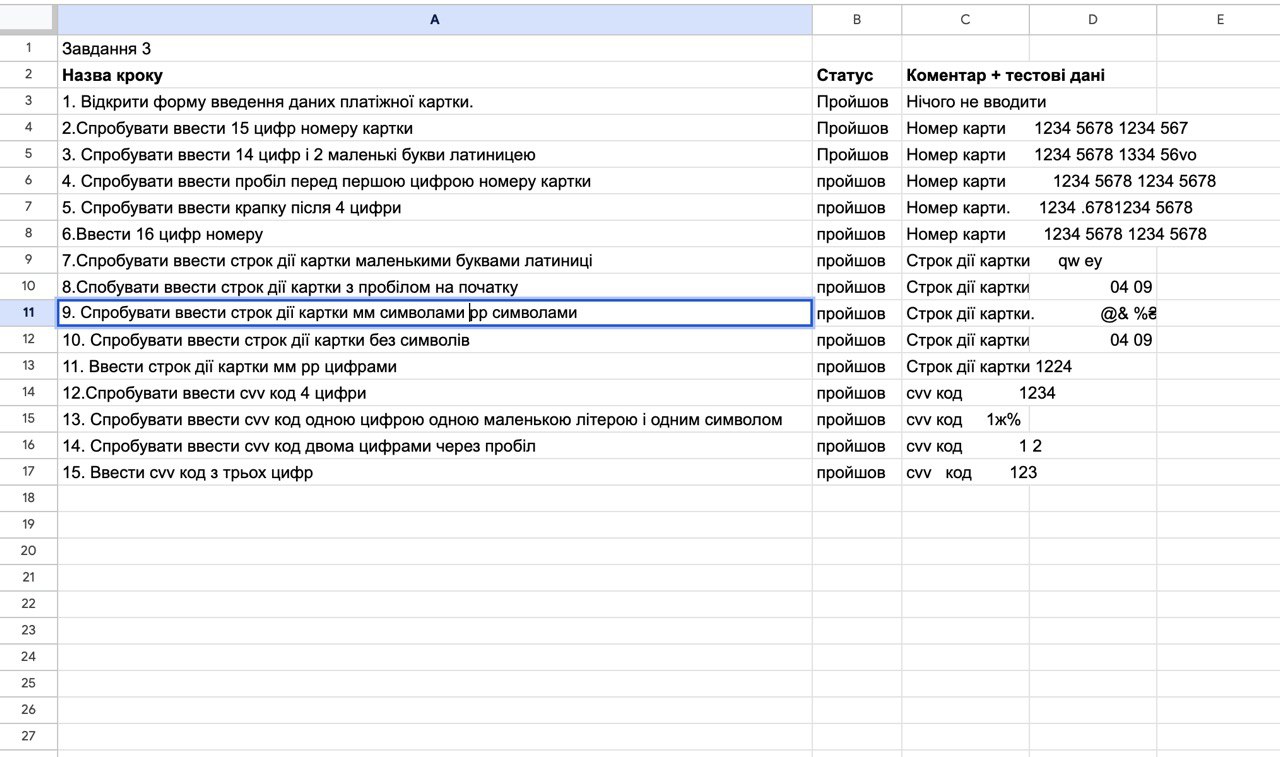 A B C D E
1 Завдання 3
2 Назва кроку Статус Коментар + тестові дані
3 1. Відкрити форму введення даних платіжної картки. Пройшов Нічого не вводити
4 2.Спробувати ввести 15 цифр номеру картки Пройшов Номер карти 1234 5678 1234 567
5 3. Спробувати ввести 14 цифр і 2 маленькі букви латиницею Пройшов Номер карти 1234 5678 1334 56vo
6 4. Спробувати ввести пробіл перед першою цифрою номеру картки пройшов Номер карти 1234 5678 1234 5678
7 5. Спробувати ввести крапку після 4 цифри пройшов Номер карти. 1234 .6781234 5678
8 6.Ввести 16 цифр номеру пройшов Номер карти 1234 5678 1234 5678
9 7.Спробувати ввести строк дії картки маленькими буквами латиниці пройшов Строк дії картки qw ey
10 8.Спобувати ввести строк дії картки з пробілом на початку пройшов Строк дії картки 04 09
11 9. Спробувати ввести строк дії картки мм символами рр символами пройшов Строк дії картки. @& %₴
12 10. Спробувати ввести строк дії картки без символів пройшов Строк дії картки 04 09
13 11. Ввести строк дії картки мм рр цифрами пройшов Строк дії картки 1224
14 12.Спробувати ввести cvv код 4 цифри пройшов cvv код 1234
15 13. Спробувати ввести cvv код одною цифрою одною маленькою літерою і одним символом пройшов cvv код 1ж%
16 14. Спробувати ввести cvv код двома цифрами через пробіл пройшов cvv код 1 2
17 15. Ввести cvv код з трьох цифр пройшов cvv код 123
18
19
20
21
22
23
24
25
26
27